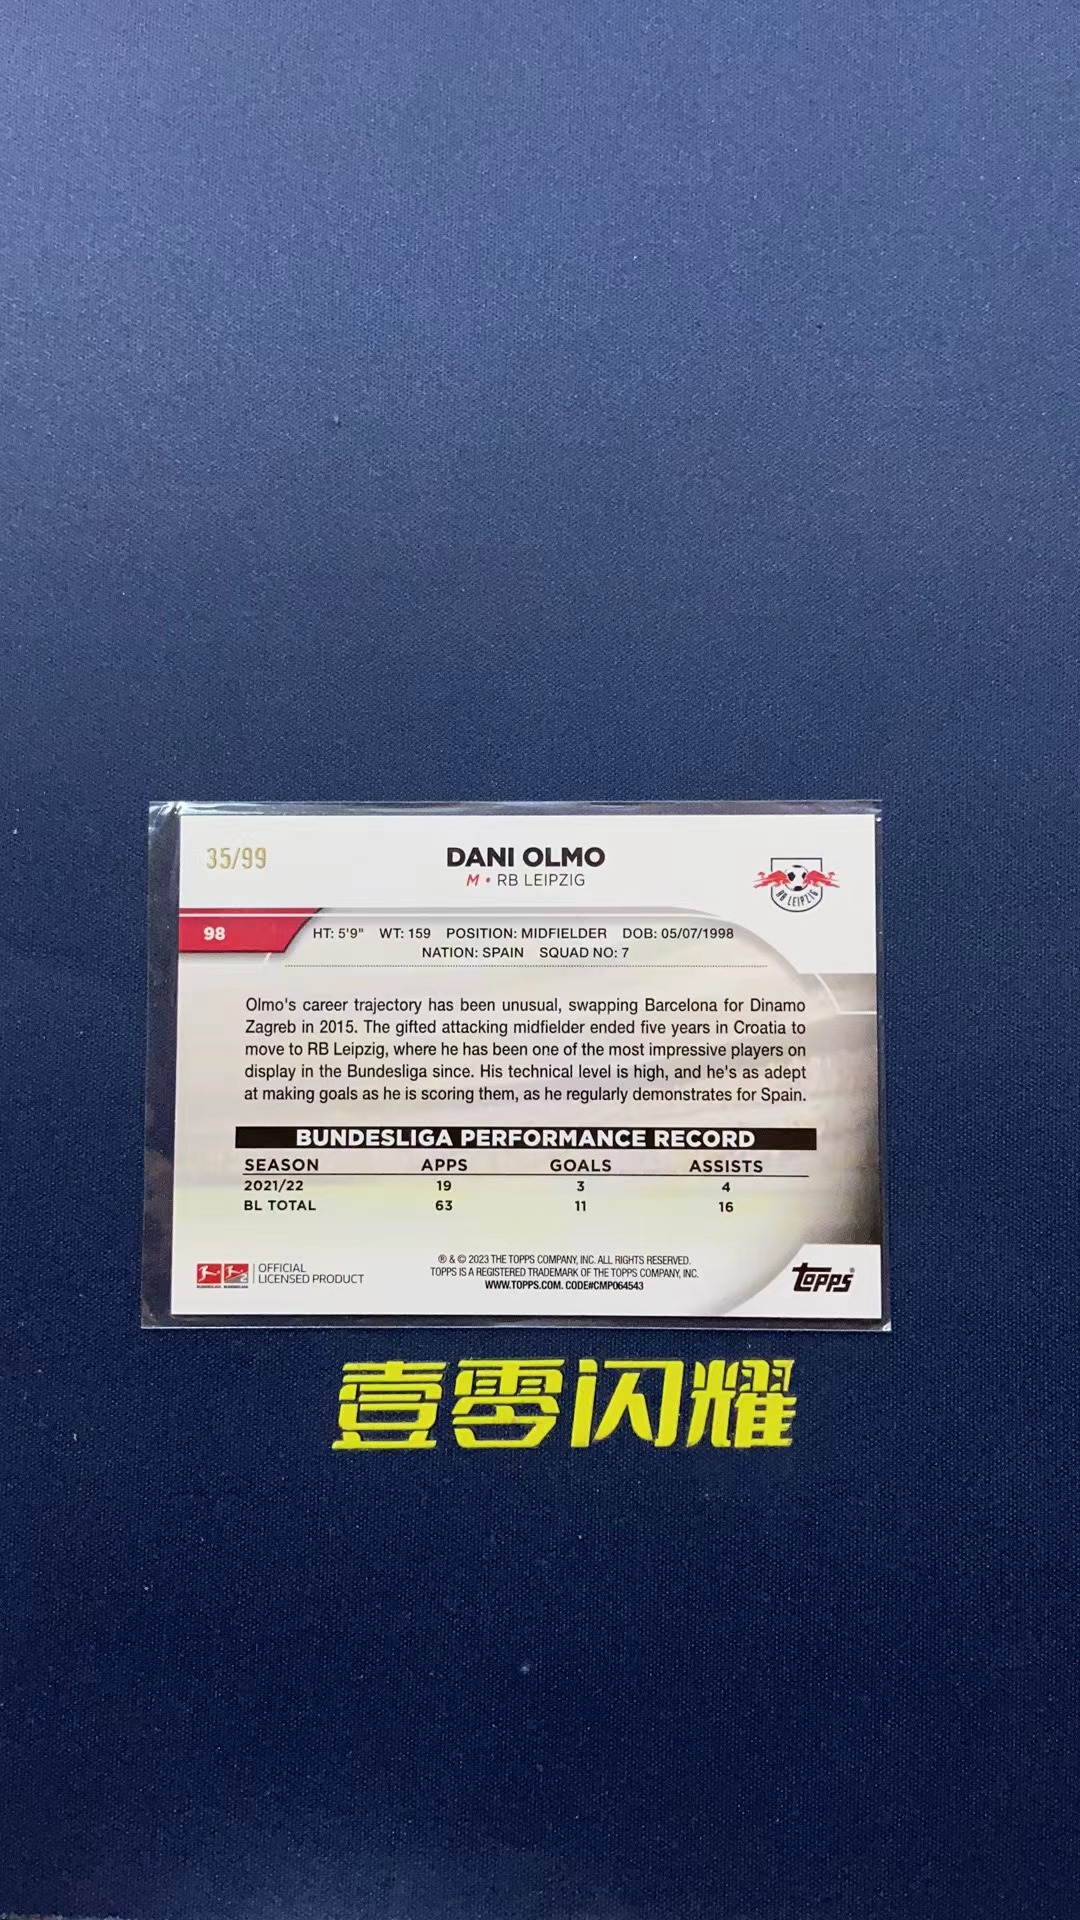 35/99
DANI OLMO
M • RB LEIPZIG
RB LEIPZIG
98
HT: 5'9" WT: 159 POSITION: MIDFIELDER DOB: 05/07/1998
NATION: SPAIN SQUAD NO: 7
Olmo's career trajectory has been unusual, swapping Barcelona for Dinamo
Zagreb in 2015. The gifted attacking midfielder ended five years in Croatia to
move to RB Leipzig, where he has been one of the most impressive players on
display in the Bundesliga since. His technical level is high, and he's as adept
at making goals as he is scoring them, as he regularly demonstrates for Spain.
BUNDESLIGA PERFORMANCE RECORD
SEASON APPS GOALS ASSISTS
2021/22 19 3 4
BL TOTAL 63 11 16
BUNDESLIGA BUNDESLIGA
OFFICIAL
LICENSED PRODUCT
® & © 2023 THE TOPPS COMPANY, INC. ALL RIGHTS RESERVED.
TOPPS IS A REGISTERED TRADEMARK OF THE TOPPS COMPANY, INC.
WWW.TOPPS.COM. CODE#CMP064543
TOPPS®
壹零闪耀